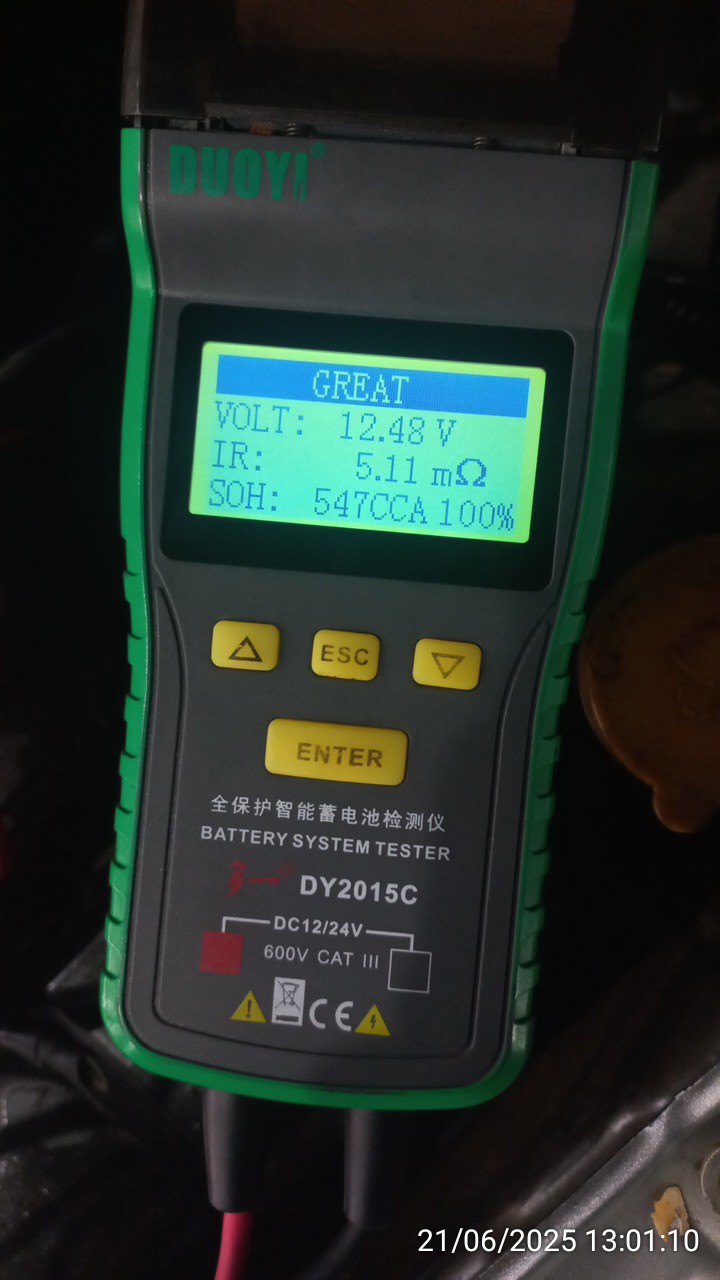 DUOYI®
GREAT
VOLT: 12.48 V
IR: 5.11 mΩ
SOH: 547CCA 100%
ESC
ENTER
全保护智能蓄电池检测仪
BATTERY SYSTEM TESTER
多一 DY2015C
DC12/24V
600V CAT III
CE
21/06/2025 13:01:10